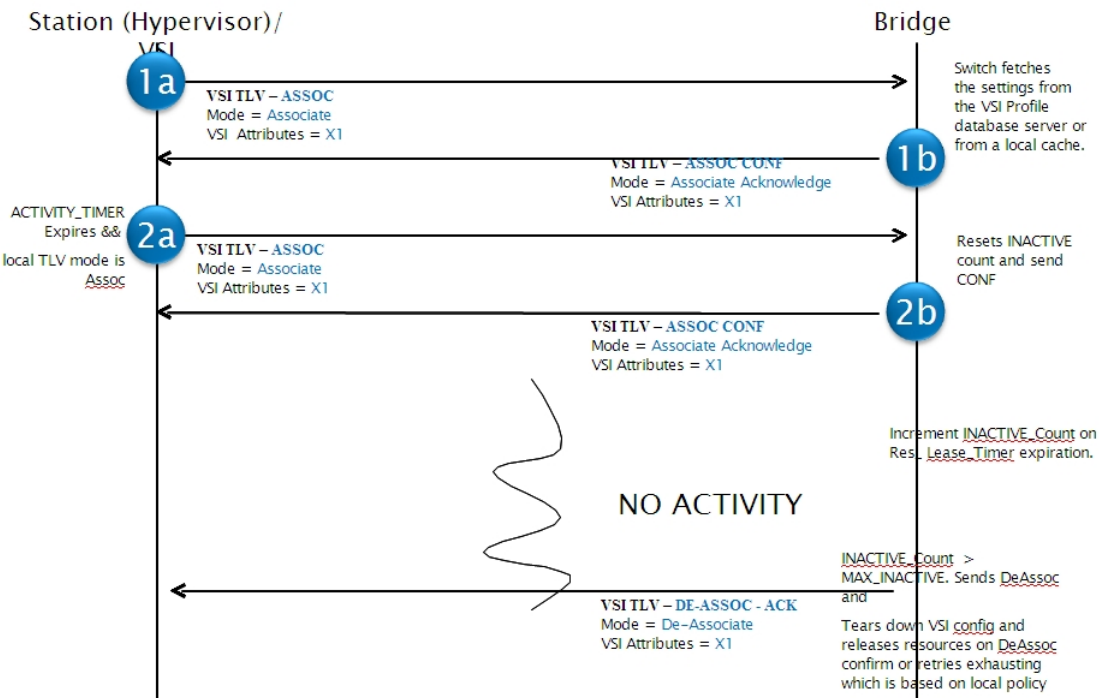 Station (Hypervisor)/
VSI
Bridge
1a
VSI TLV – ASSOC
Mode = Associate
VSI Attributes = X1
Switch fetches
the settings from
the VSI Profile
database server or
from a local cache.
1b
VSI TLV – ASSOC CONF
Mode = Associate Acknowledge
VSI Attributes = X1
ACTIVITY_TIMER
Expires &&
local TLV mode is
Assoc
2a
VSI TLV – ASSOC
Mode = Associate
VSI Attributes = X1
Resets INACTIVE
count and send
CONF
2b
VSI TLV – ASSOC CONF
Mode = Associate Acknowledge
VSI Attributes = X1
Increment INACTIVE_Count on
Res_ Lease_Timer expiration.
NO ACTIVITY
INACTIVE_Count >
MAX_INACTIVE. Sends DeAssoc
and
Tears down VSI config and
releases resources on DeAssoc
confirm or retries exhausting
which is based on local policy
VSI TLV – DE-ASSOC - ACK
Mode = De-Associate
VSI Attributes = X1